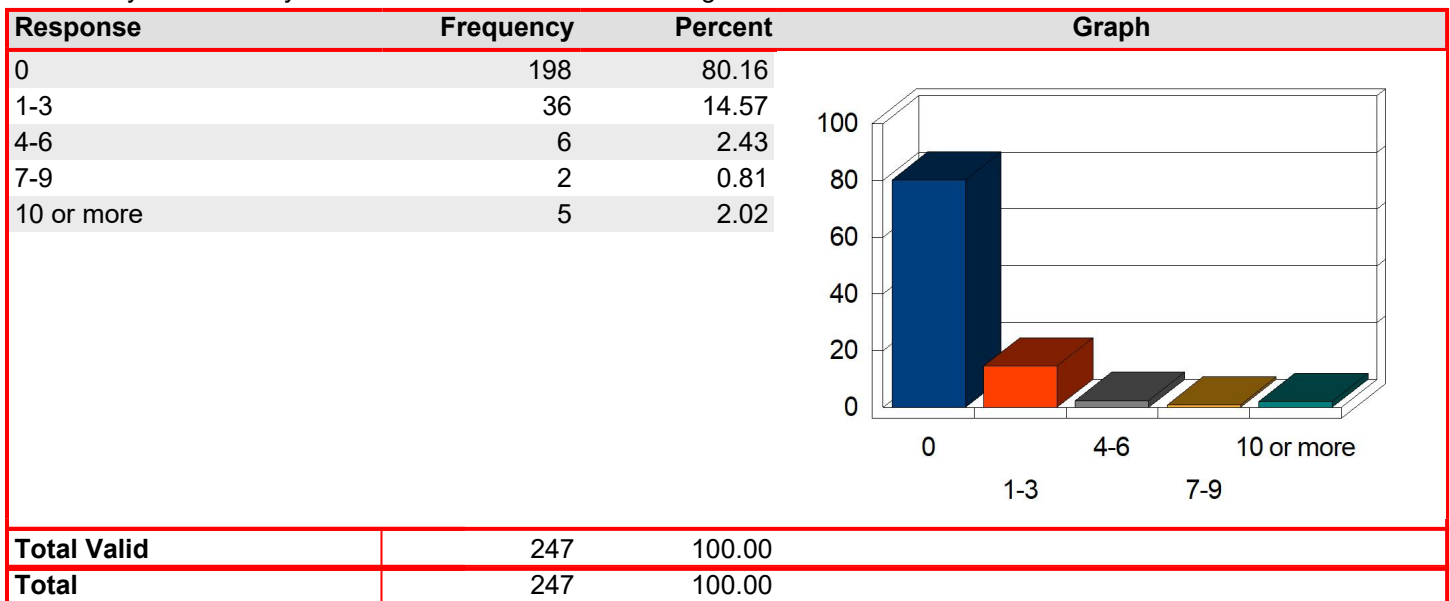 Response Frequency Percent Graph
0 198 80.16
1-3 36 14.57
4-6 6 2.43
7-9 2 0.81
10 or more 5 2.02
100
80
60
40
20
0
0 4-6 10 or more
1-3 7-9
Total Valid 247 100.00
Total 247 100.00